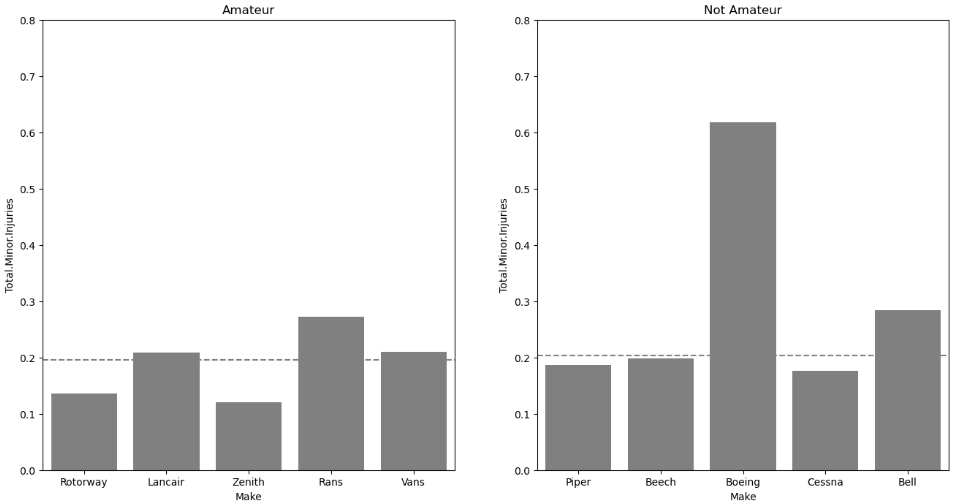 Amateur
0.8
0.7
0.6
0.5
0.4
0.3
0.2
0.1
0.0
Total.Minor.Injuries
Rotorway Lancair Zenith Rans Vans
Make
Not Amateur
0.8
0.7
0.6
0.5
0.4
0.3
0.2
0.1
0.0
Total.Minor.Injuries
Piper Beech Boeing Cessna Bell
Make